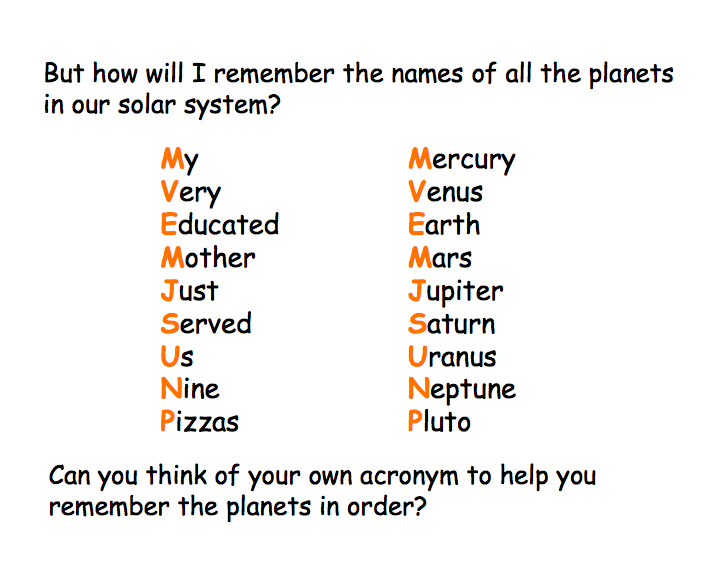 But how will I remember the names of all the planets
in our solar system?
My Mercury
Very Venus
Educated Earth
Mother Mars
Just Jupiter
Served Saturn
Us Uranus
Nine Neptune
Pizzas Pluto
Can you think of your own acronym to help you
remember the planets in order?